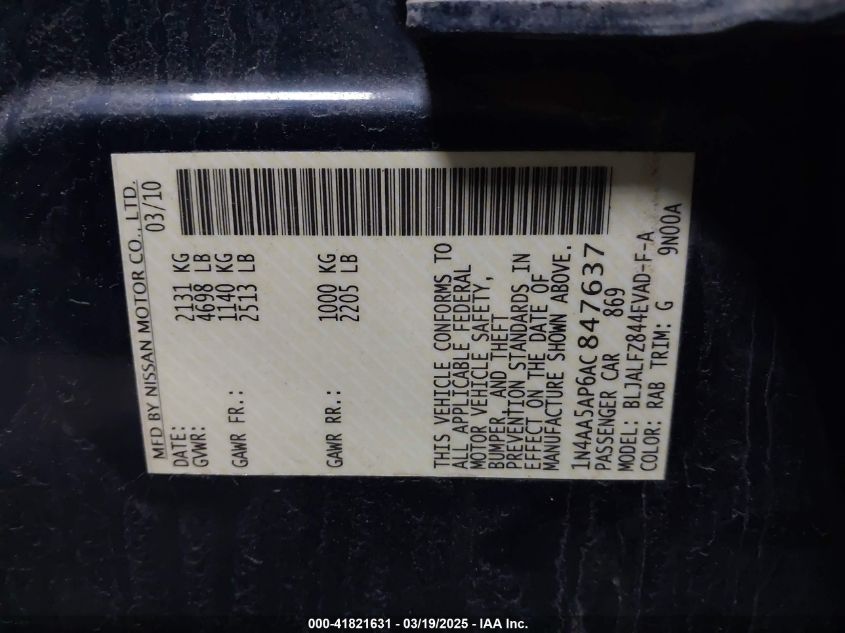 MFD BY NISSAN MOTOR CO., LTD.
DATE: 03/10
GVWR: 2131 KG
4698 LB
GAWR FR.: 1140 KG
2513 LB
GAWR RR.: 1000 KG
2205 LB
THIS VEHICLE CONFORMS TO
ALL APPLICABLE FEDERAL
MOTOR VEHICLE SAFETY,
BUMPER, AND THEFT
PREVENTION STANDARDS IN
EFFECT ON THE DATE OF
MANUFACTURE SHOWN ABOVE.
1N4AA5AP6AC847637
PASSENGER CAR 869
MODEL: BLJALFZ844EVAD-F-A
COLOR: RAB TRIM: G 9N00A
000-41821631 - 03/19/2025 - IAA Inc.